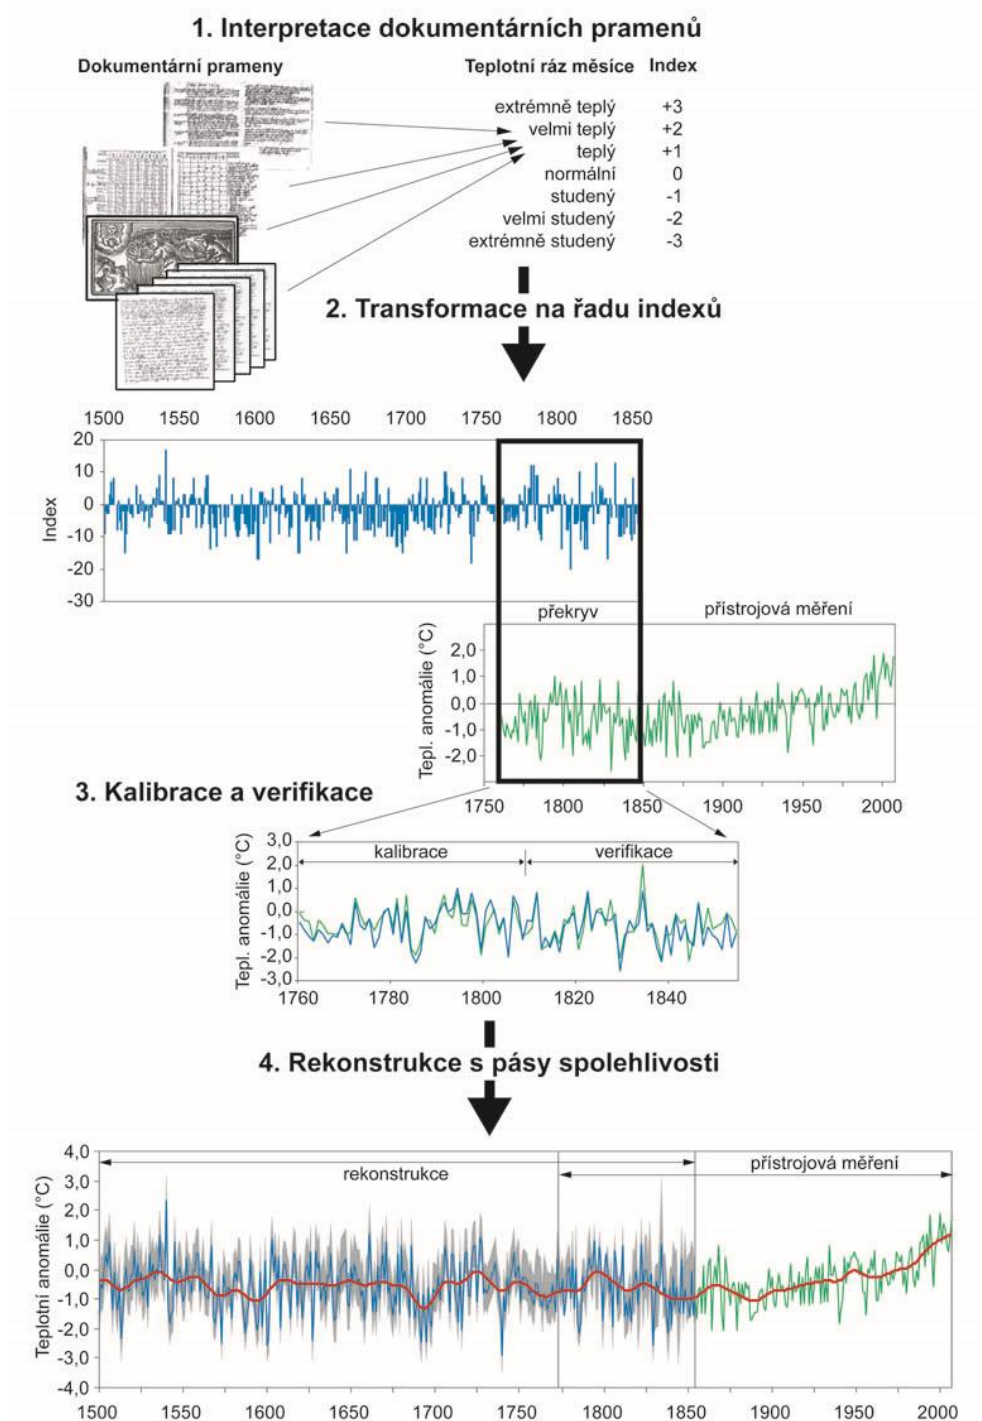 1. Interpretace dokumentárních pramenů
Dokumentární prameny
Teplotní ráz měsíce Index
extrémně teplý +3
velmi teplý +2
teplý +1
normální 0
studený -1
velmi studený -2
extrémně studený -3
2. Transformace na řadu indexů
1500 1550 1600 1650 1700 1750 1800 1850
Index
20
10
0
-10
-20
-30
překryv
přístrojová měření
Tepl. anomálie (°C)
2,0
1,0
0,0
-1,0
-2,0
1750 1800 1850 1900 1950 2000
3. Kalibrace a verifikace
Tepl. anomálie (°C)
3,0
2,0
1,0
0,0
-1,0
-2,0
-3,0
kalibrace
verifikace
1760 1780 1800 1820 1840
4. Rekonstrukce s pásy spolehlivosti
Teplotní anomálie (°C)
4,0
3,0
2,0
1,0
0,0
-1,0
-2,0
-3,0
-4,0
rekonstrukce
přístrojová měření
1500 1550 1600 1650 1700 1750 1800 1850 1900 1950 2000